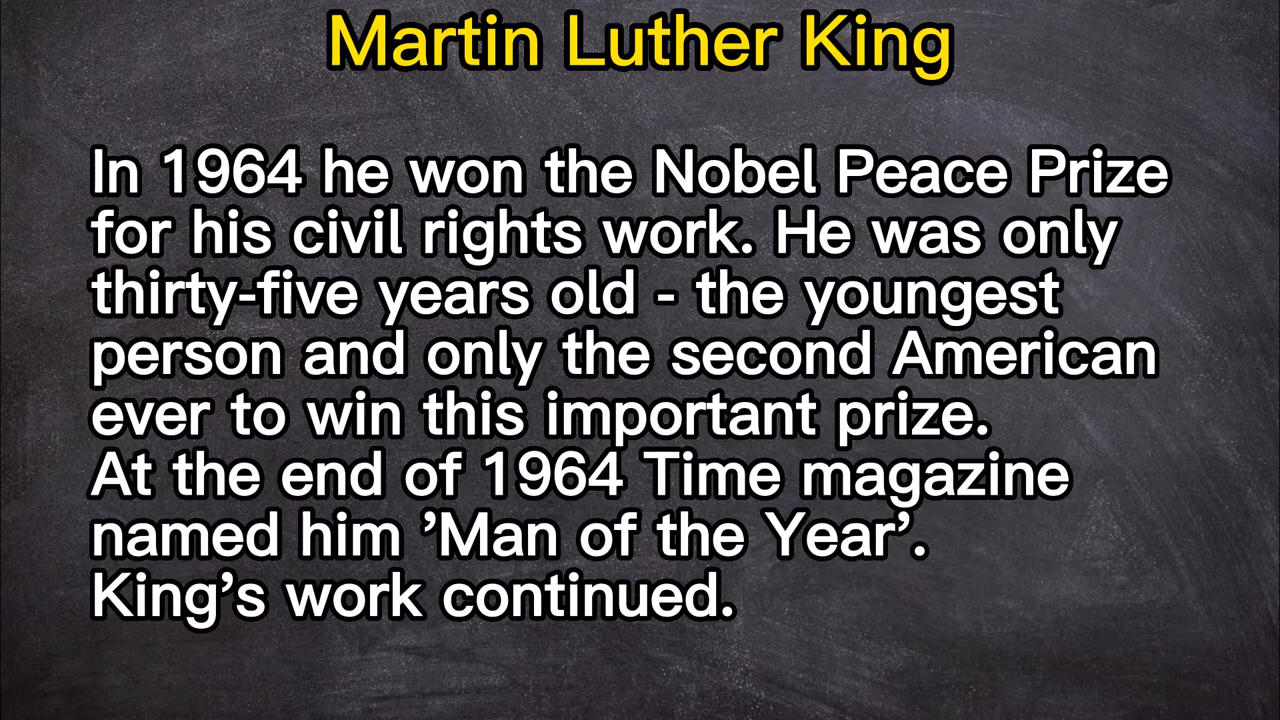 Martin Luther King
In 1964 he won the Nobel Peace Prize
for his civil rights work. He was only
thirty-five years old - the youngest
person and only the second American
ever to win this important prize.
At the end of 1964 Time magazine
named him ’Man of the Year’.
King’s work continued.